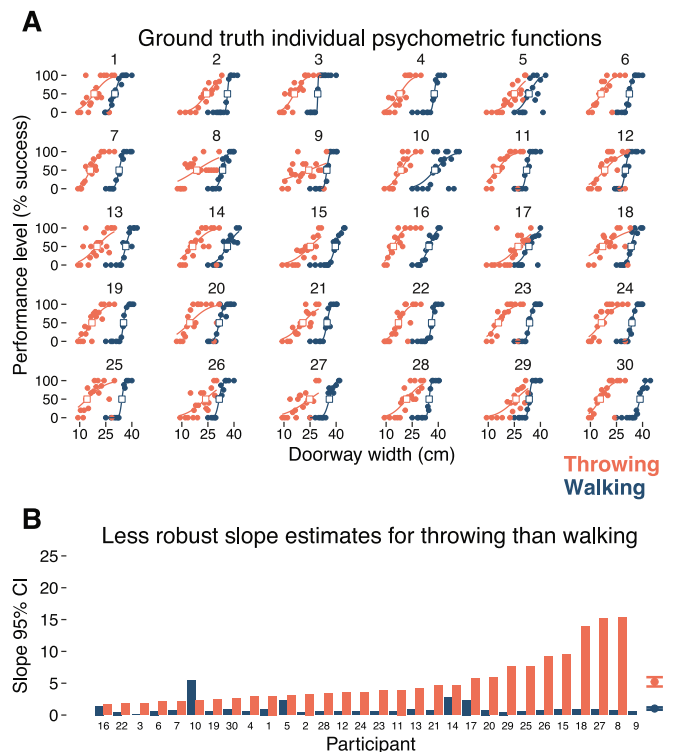 A
Ground truth individual psychometric functions
1 2 3 4 5 6
100
50
0
7 8 9 10 11 12
100
50
0
13 14 15 16 17 18
100
50
0
19 20 21 22 23 24
100
50
0
25 26 27 28 29 30
100
50
0
Performance level (% success)
10 25 40 10 25 40 10 25 40 10 25 40 10 25 40 10 25 40
Doorway width (cm)
Throwing
Walking
B
Less robust slope estimates for throwing than walking
25
20
15
10
5
0
Slope 95% CI
16 22 3 6 7 10 19 30 4 1 5 2 28 12 24 23 11 13 21 14 17 20 29 25 26 15 18 27 8 9
Participant